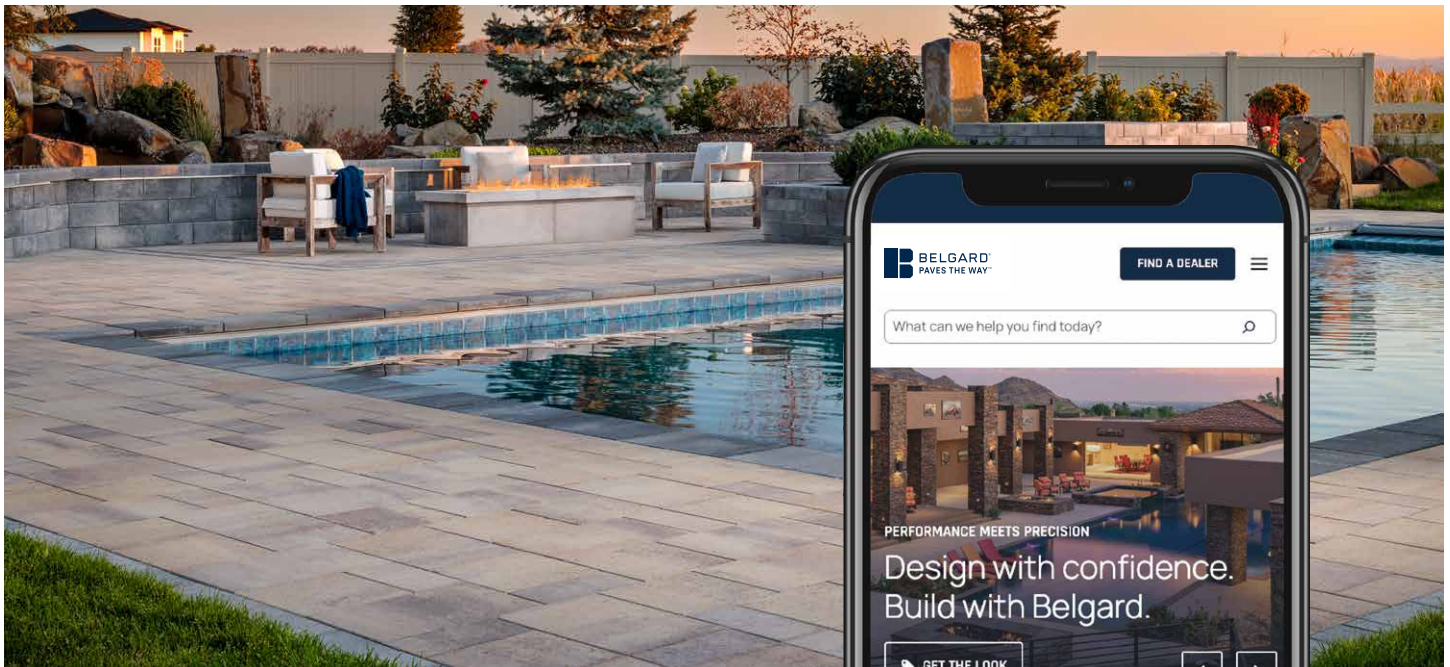 BELGARD®
PAVES THE WAY™
FIND A DEALER
What can we help you find today?
PERFORMANCE MEETS PRECISION
Design with confidence.
Build with Belgard.
GET THE LOOK